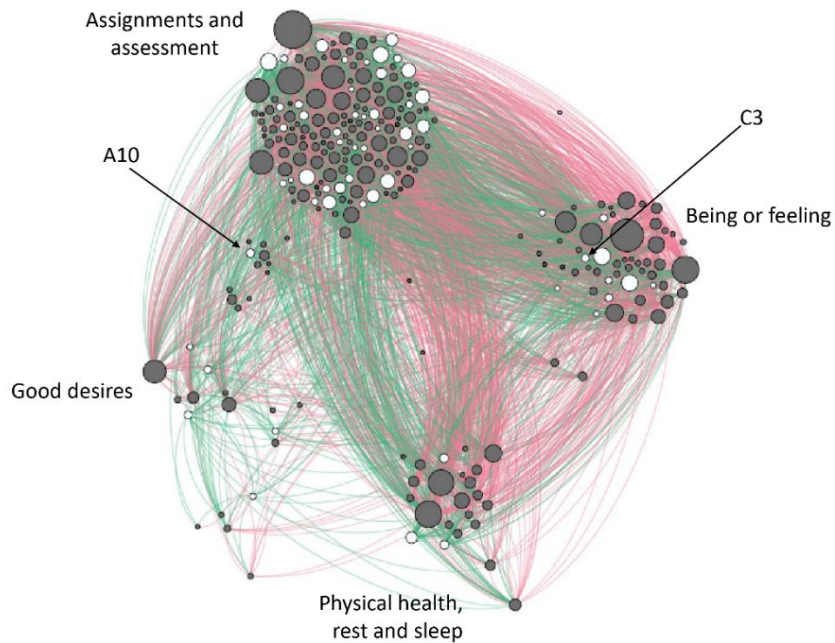 Assignments and
assessment
A10
C3
Being or feeling
Good desires
Physical health,
rest and sleep